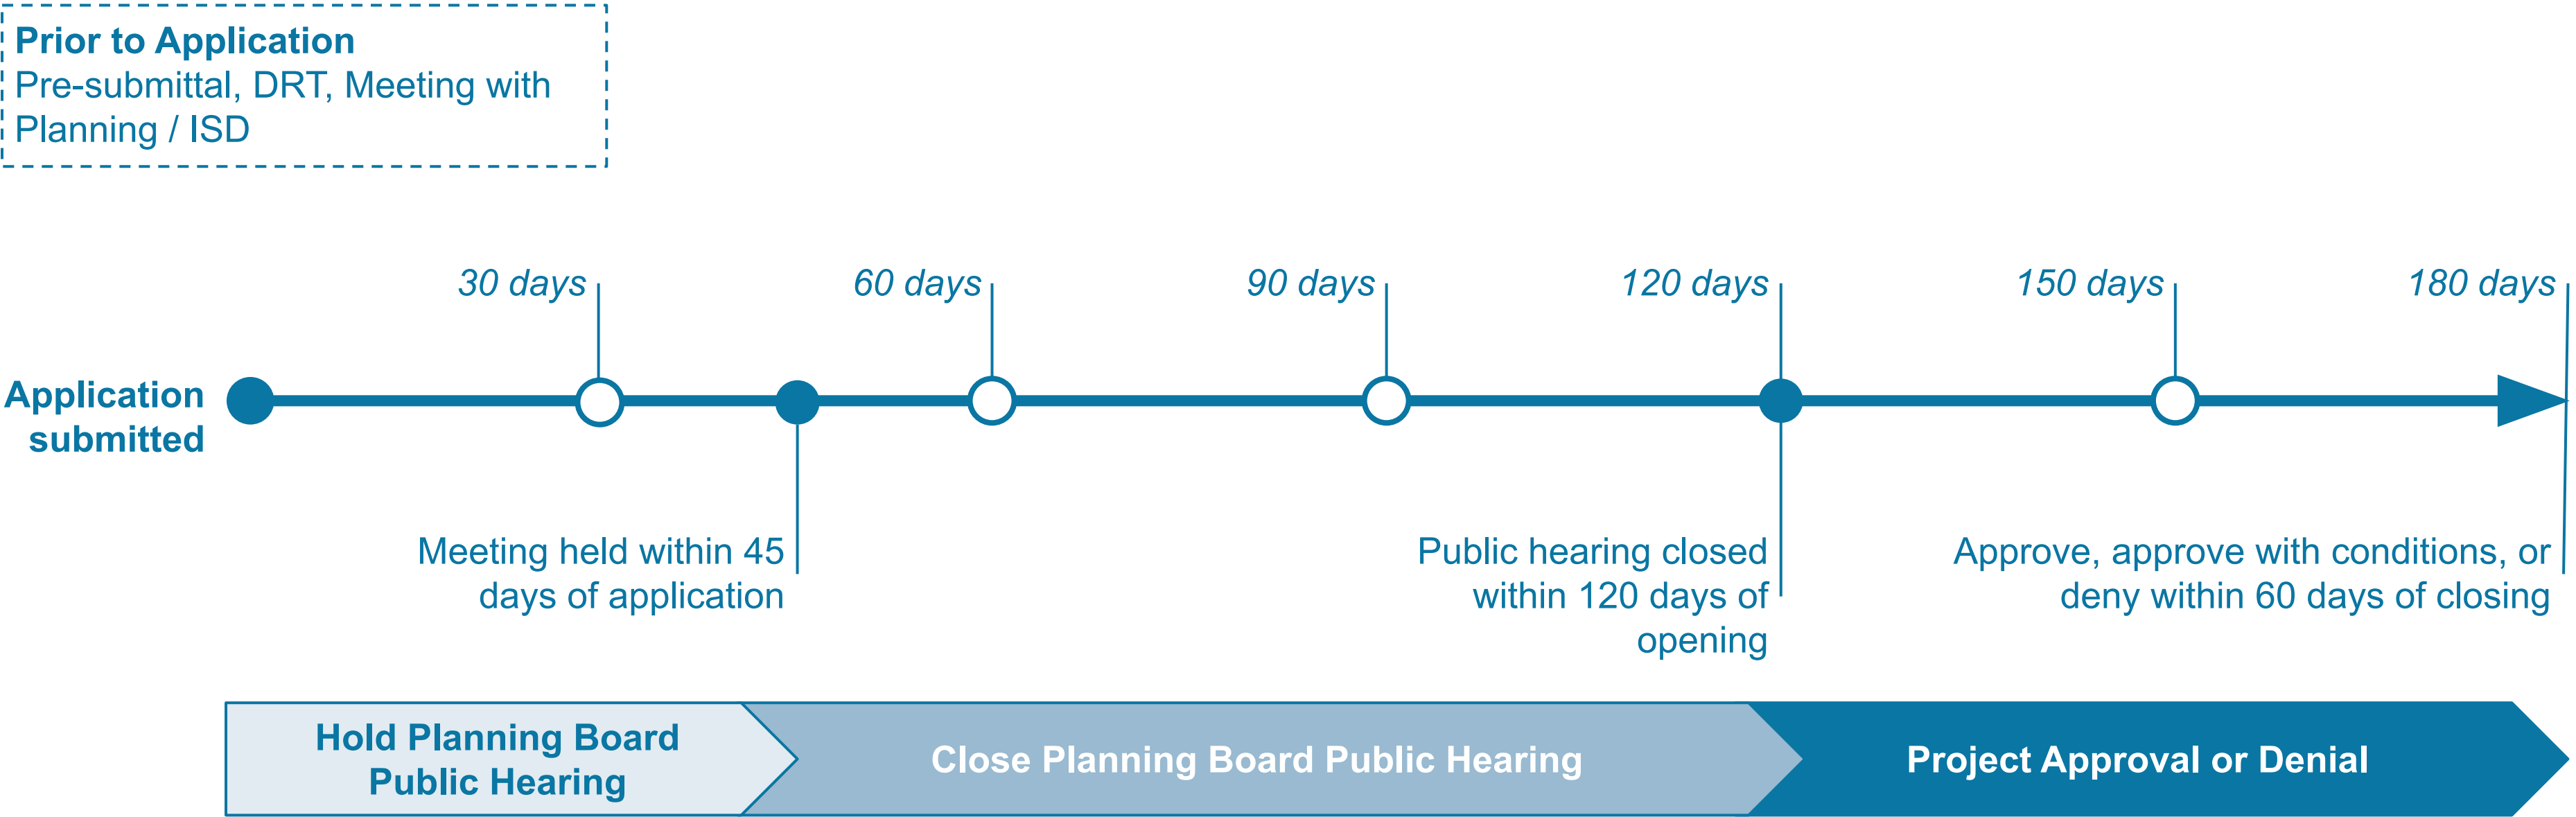 Prior to Application
Pre-submittal, DRT, Meeting with
Planning / ISD
30 days
60 days
90 days
120 days
150 days
180 days
Application
submitted
Meeting held within 45
days of application
Public hearing closed
within 120 days of
opening
Approve, approve with conditions, or
deny within 60 days of closing
Hold Planning Board
Public Hearing
Close Planning Board Public Hearing
Project Approval or Denial